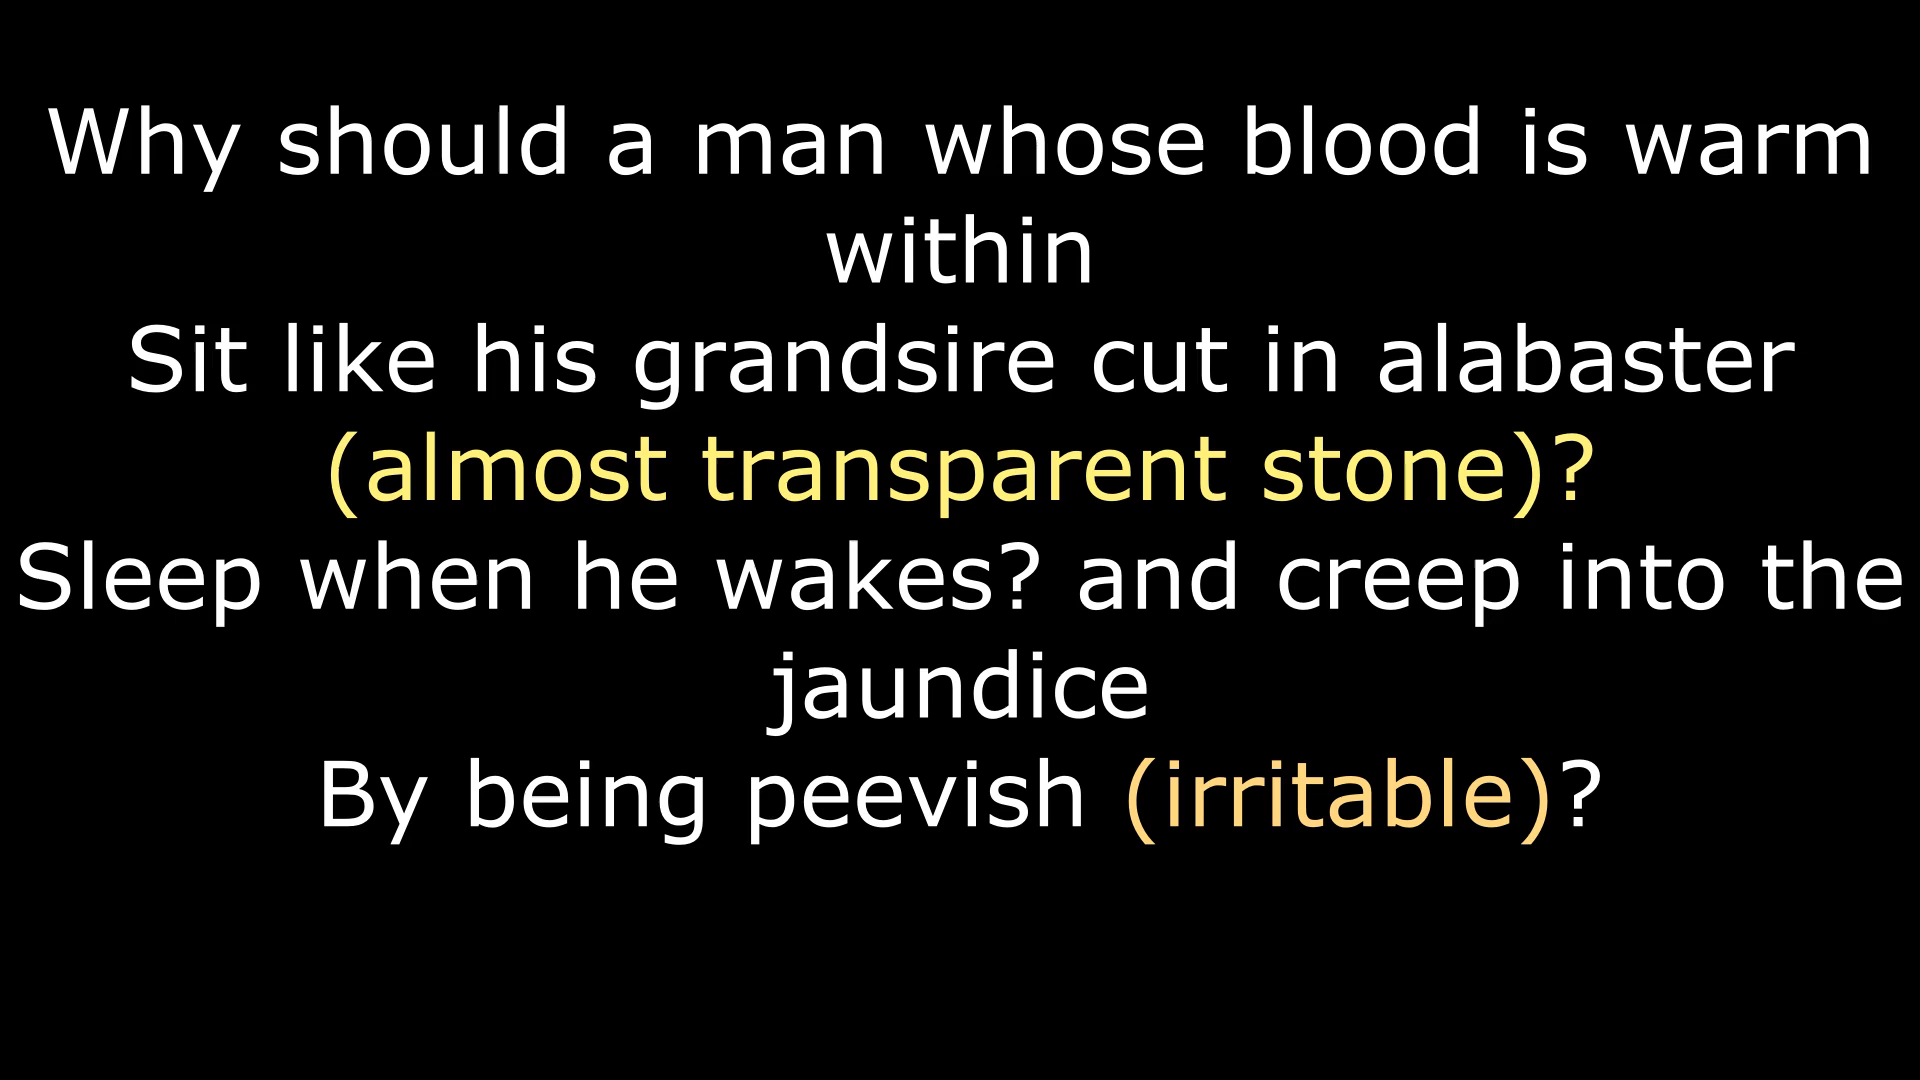 Why should a man whose blood is warm
within
Sit like his grandsire cut in alabaster
(almost transparent stone)?
Sleep when he wakes? and creep into the
jaundice
By being peevish (irritable)?